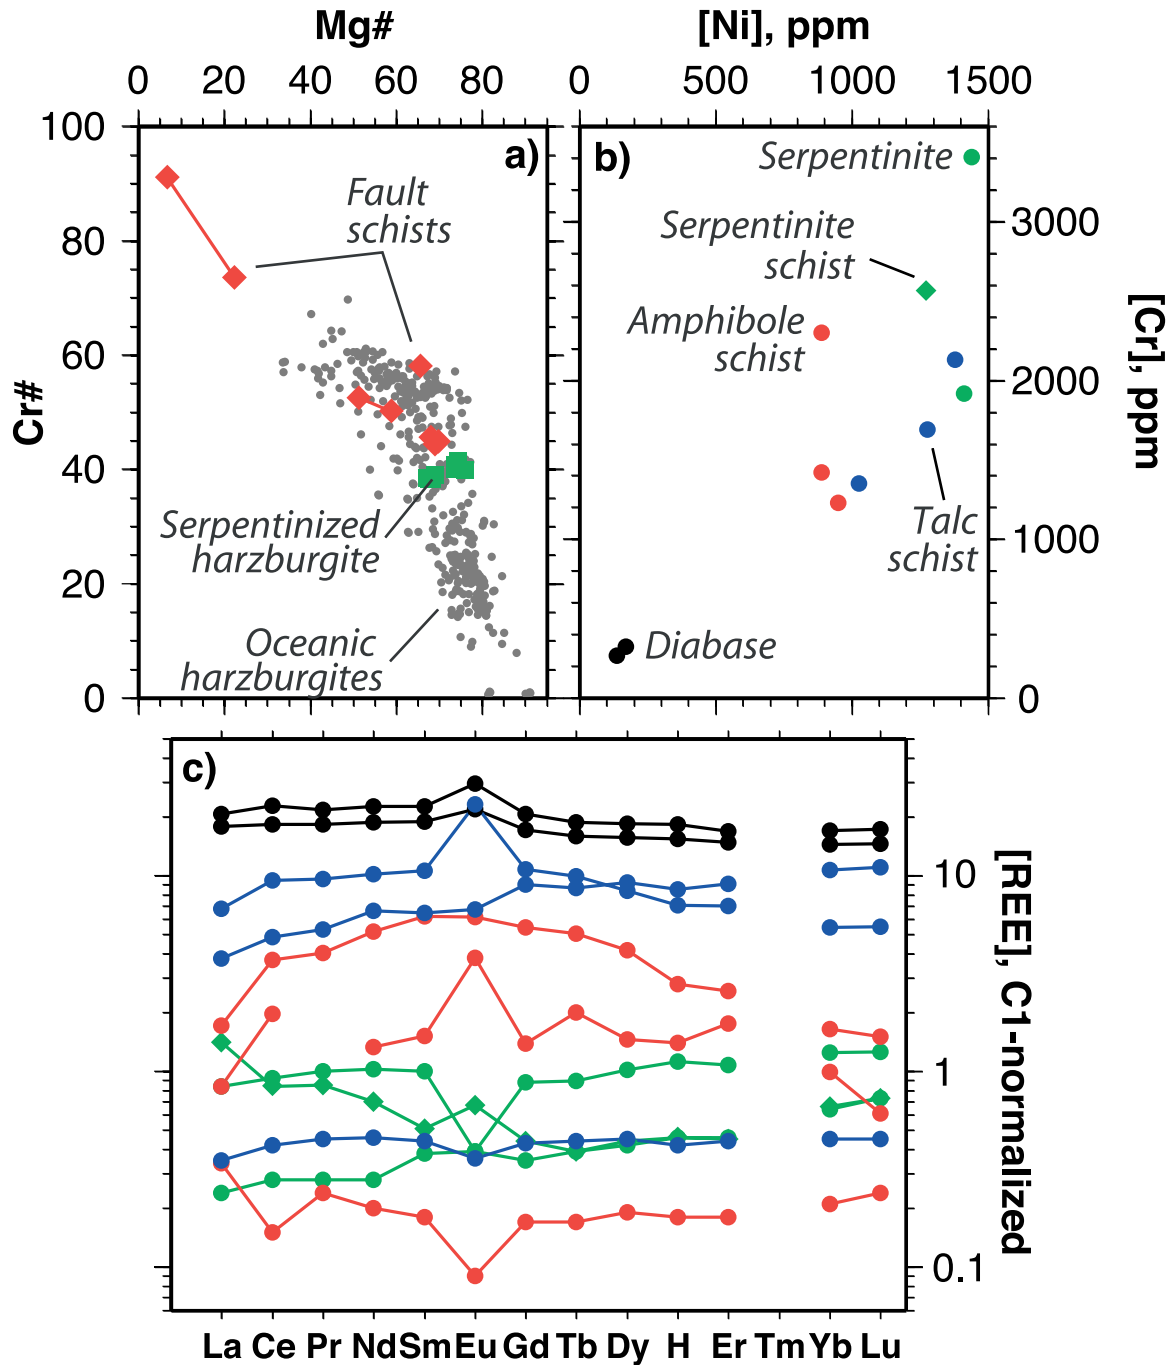 Mg#
[Ni], ppm
0 20 40 60 80
0 500 1000 1500
100
80
60
40
20
0
Cr#
a)
Fault
schists
Serpentinized
harzburgite
Oceanic
harzburgites
b)
Serpentinite
Serpentinite
schist
Amphibole
schist
Talc
schist
Diabase
3000
2000
1000
0
[Cr], ppm
c)
10
1
0.1
[REE], C1-normalized
La Ce Pr Nd Sm Eu Gd Tb Dy H Er Tm Yb Lu